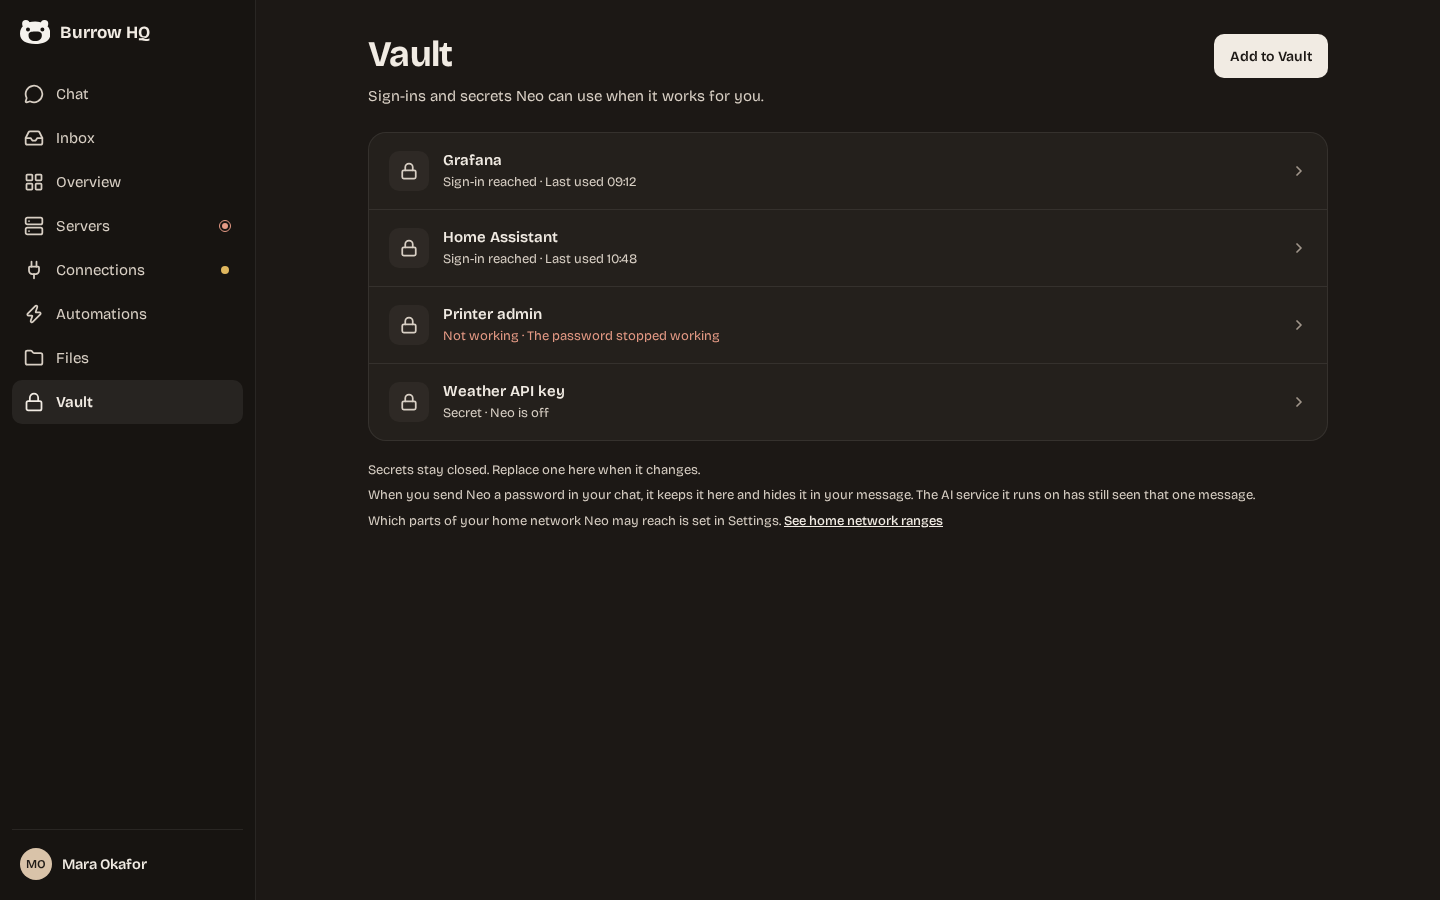 Burrow HQ
Chat
Inbox
Overview
Servers
Connections
Automations
Files
Vault
MO
Mara Okafor
Vault
Add to Vault
Sign-ins and secrets Neo can use when it works for you.
Grafana
Sign-in reached · Last used 09:12
Home Assistant
Sign-in reached · Last used 10:48
Printer admin
Not working · The password stopped working
Weather API key
Secret · Neo is off
Secrets stay closed. Replace one here when it changes.
When you send Neo a password in your chat, it keeps it here and hides it in your message. The AI service it runs on has still seen that one message.
Which parts of your home network Neo may reach is set in Settings. See home network ranges